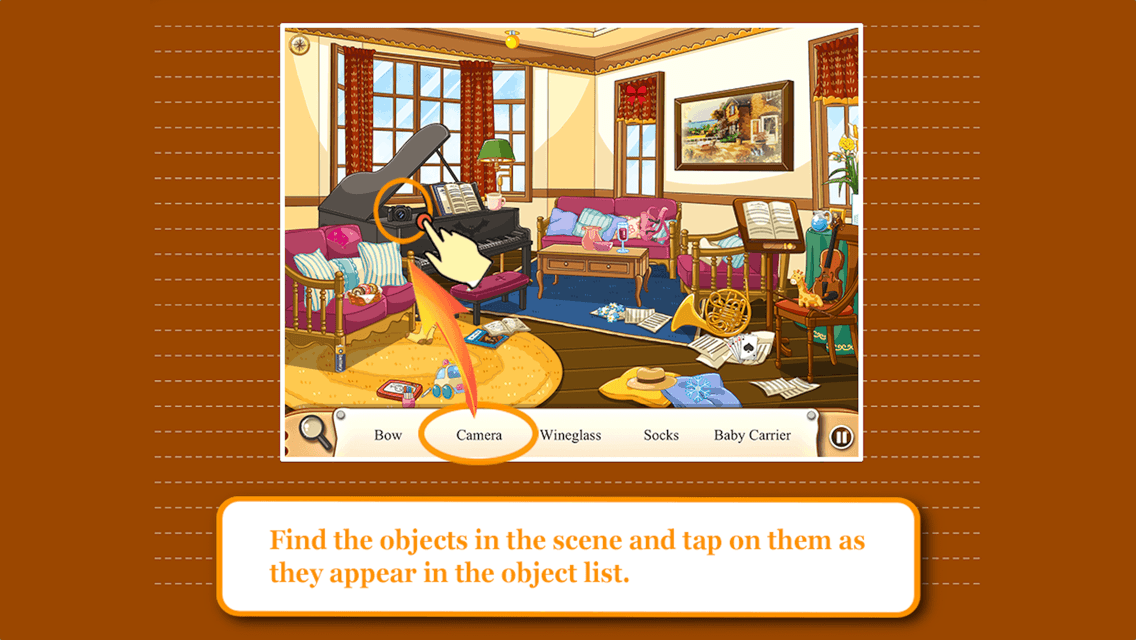 Bow Camera Wineglass Socks Baby Carrier
Find the objects in the scene and tap on them as
they appear in the object list.